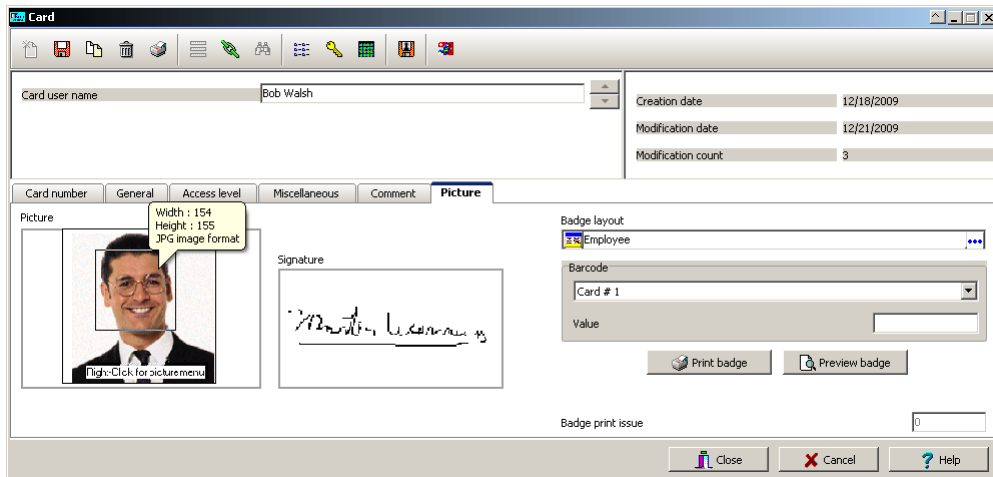 Card
Card user name
Bob Walsh
Creation date
12/18/2009
Modification date
12/21/2009
Modification count
3
Card number
General
Access level
Miscellaneous
Comment
Picture
Picture
Width : 154
Height : 155
JPG image format
Right-Click for picture menu
Signature
Badge layout
Employee
Barcode
Card # 1
Value
Print badge
Preview badge
Badge print issue
0
Close
Cancel
Help